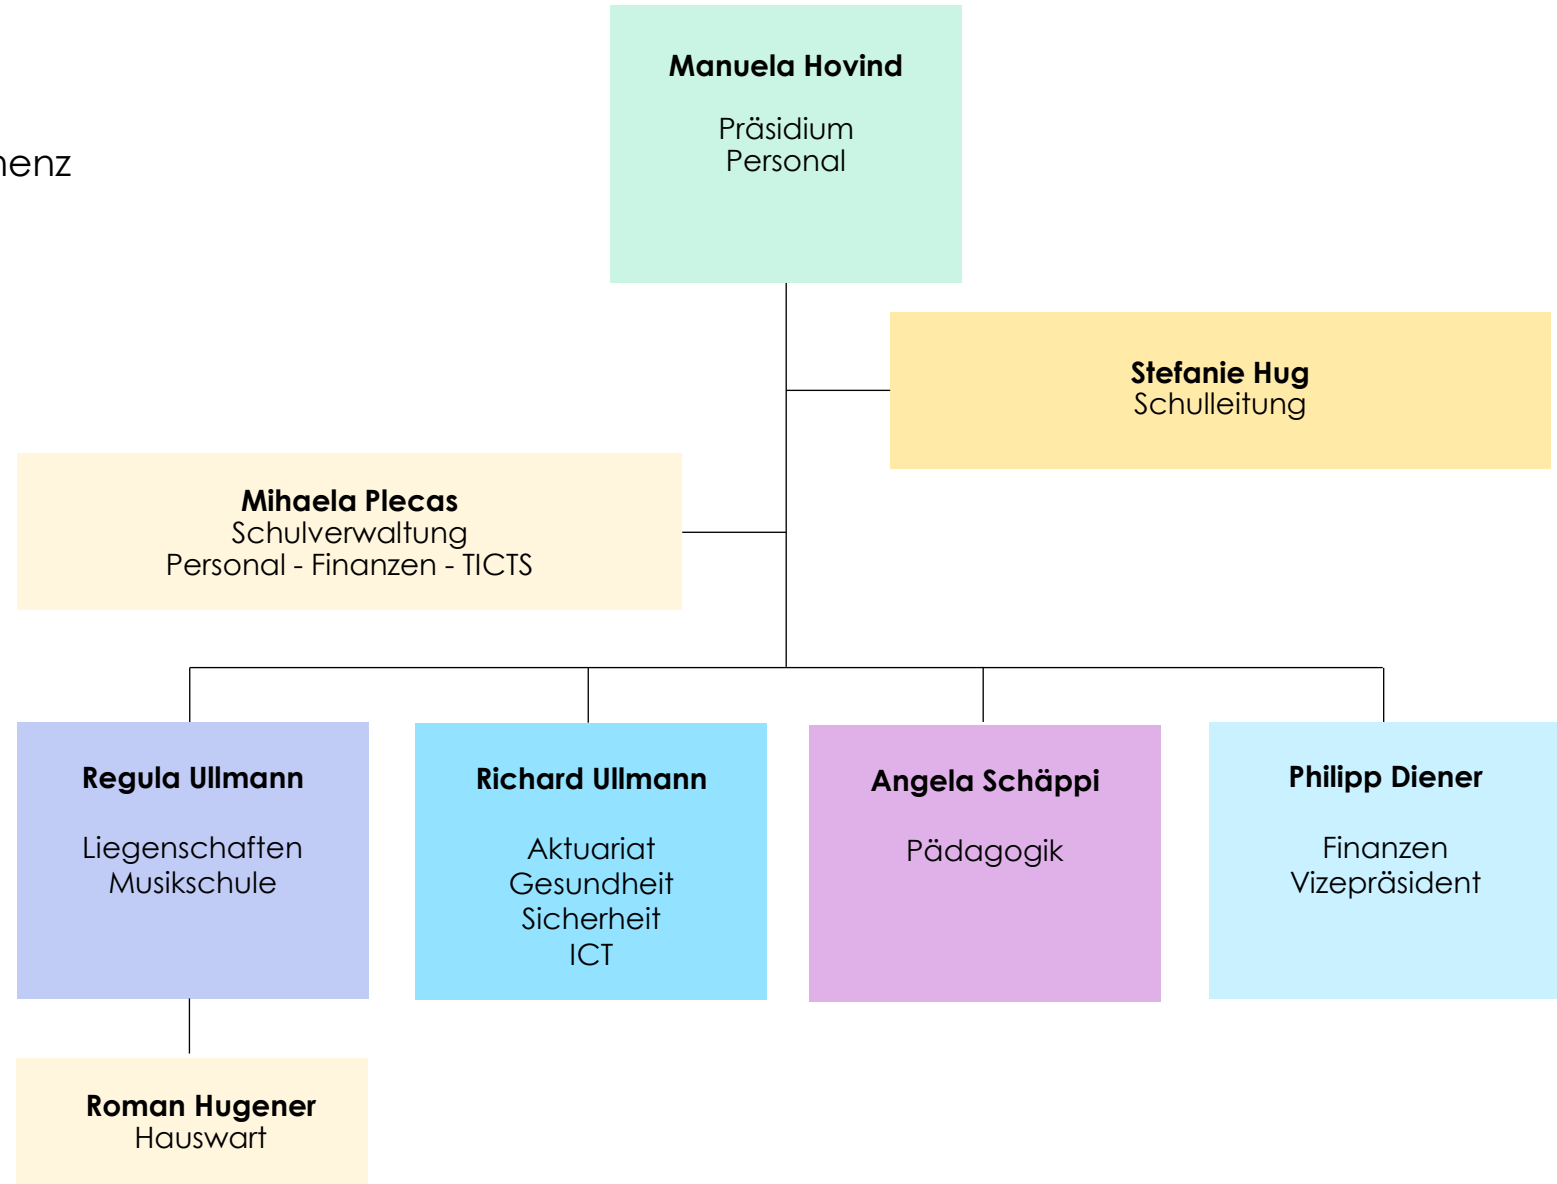 Manuela Hovind
Präsidium
Personal
Stefanie Hug
Schulleitung
Mihaela Plecas
Schulverwaltung
Personal - Finanzen - TICTS
Regula Ullmann
Liegenschaften
Musikschule
Richard Ullmann
Aktuariat
Gesundheit
Sicherheit
ICT
Angela Schäppi
Pädagogik
Philipp Diener
Finanzen
Vizepräsident
Roman Hugener
Hauswart